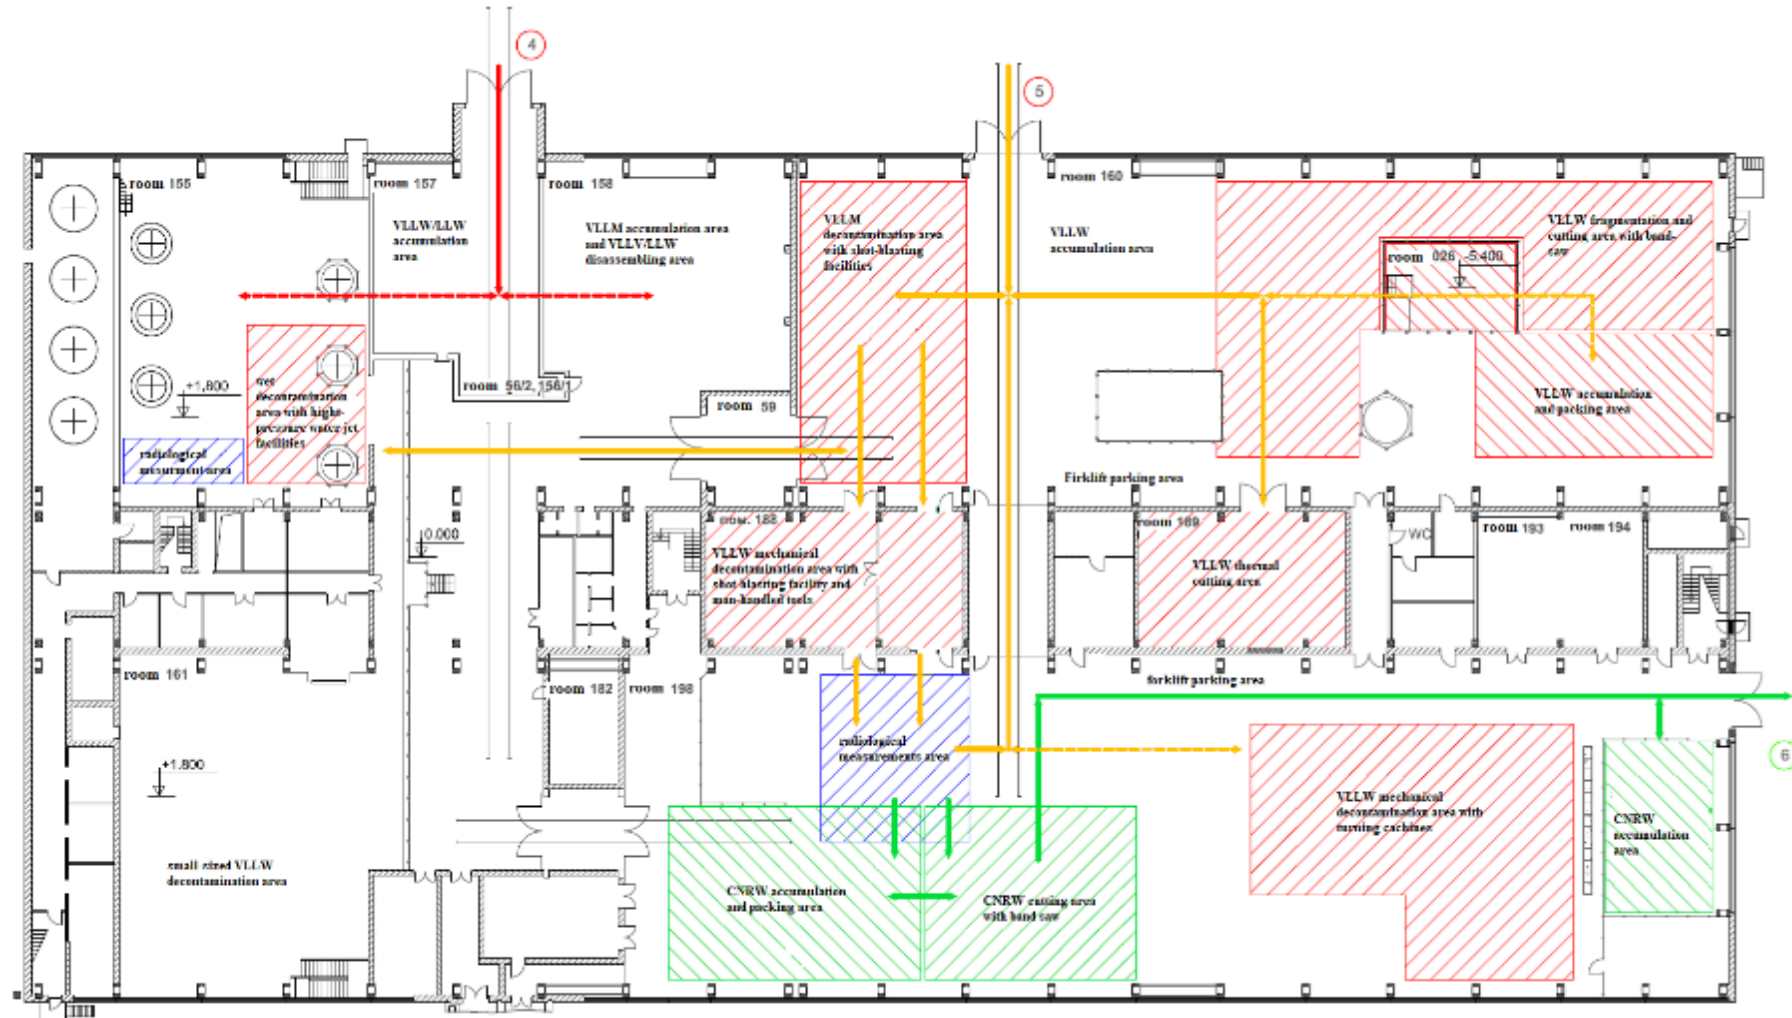 4
5
room 155
room 157
room 158
room 160
VLLW/LLW
accumulation
area
VLLM accumulation area
and VLLV/LLW
disassembling area
VLLM
decontamination area
with shot-blasting
facilities
VLLW
accumulation area
VLLW fragmentation and
cutting area with band-
saw
room 026 -5.400
+1,800
wet
decontamination
area with hight-
pressure water-jet
facilities
radiological
mesurment area
room 56/2, 156/1
room 59
VLLW accumulation
and packing area
Firklift parking area
0.000
пом. 188
VLLW mechanical
decontamination area with
shot-blasting facility and
man-handled tools
room 189
VLLW thermal
cutting area
WC
room 193
room 194
room 161
room 182
room 198
forklift parking area
+1.800
radiological
measurements area
6
VLLW mechanical
decontamination area with
turning cachines
CNRW
accumulation
area
small-sized VLLW
decontamination area
CNRW accumulation
and packing area
CNRW cutting area
with band saw